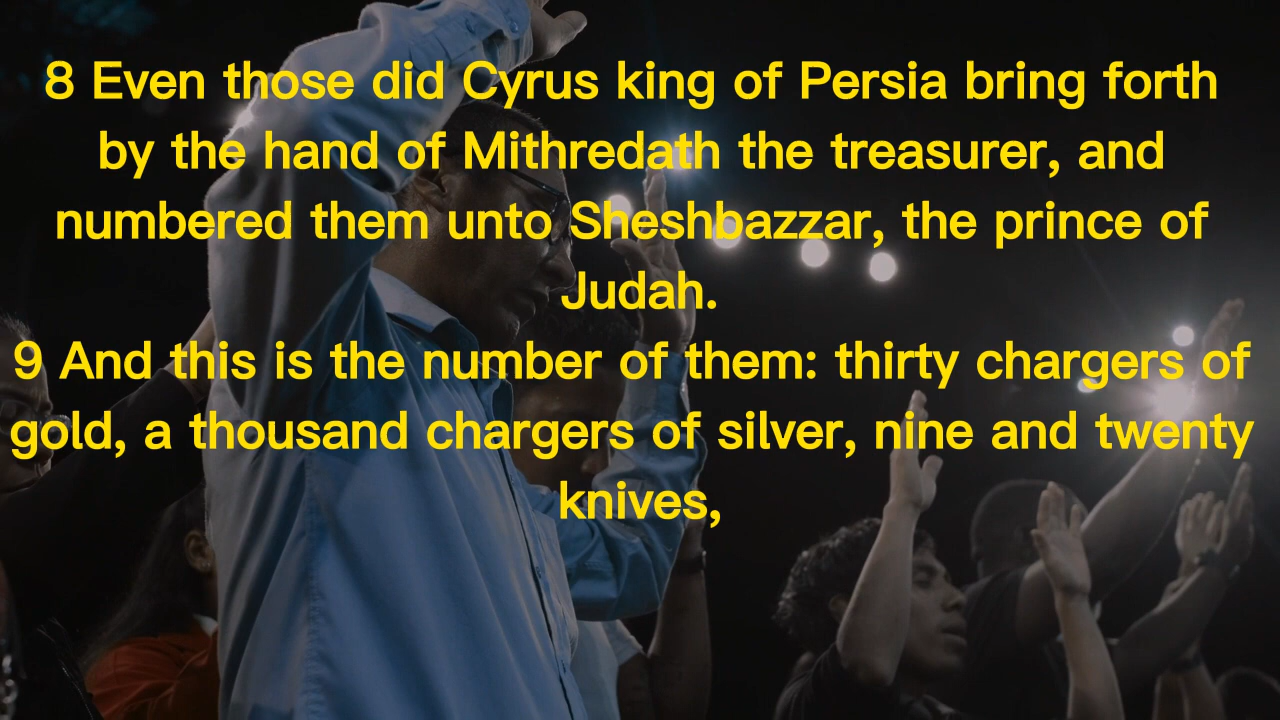 8 Even those did Cyrus king of Persia bring forth
by the hand of Mithredath the treasurer, and
numbered them unto Sheshbazzar, the prince of
Judah.
9 And this is the number of them: thirty chargers of
gold, a thousand chargers of silver, nine and twenty
knives,